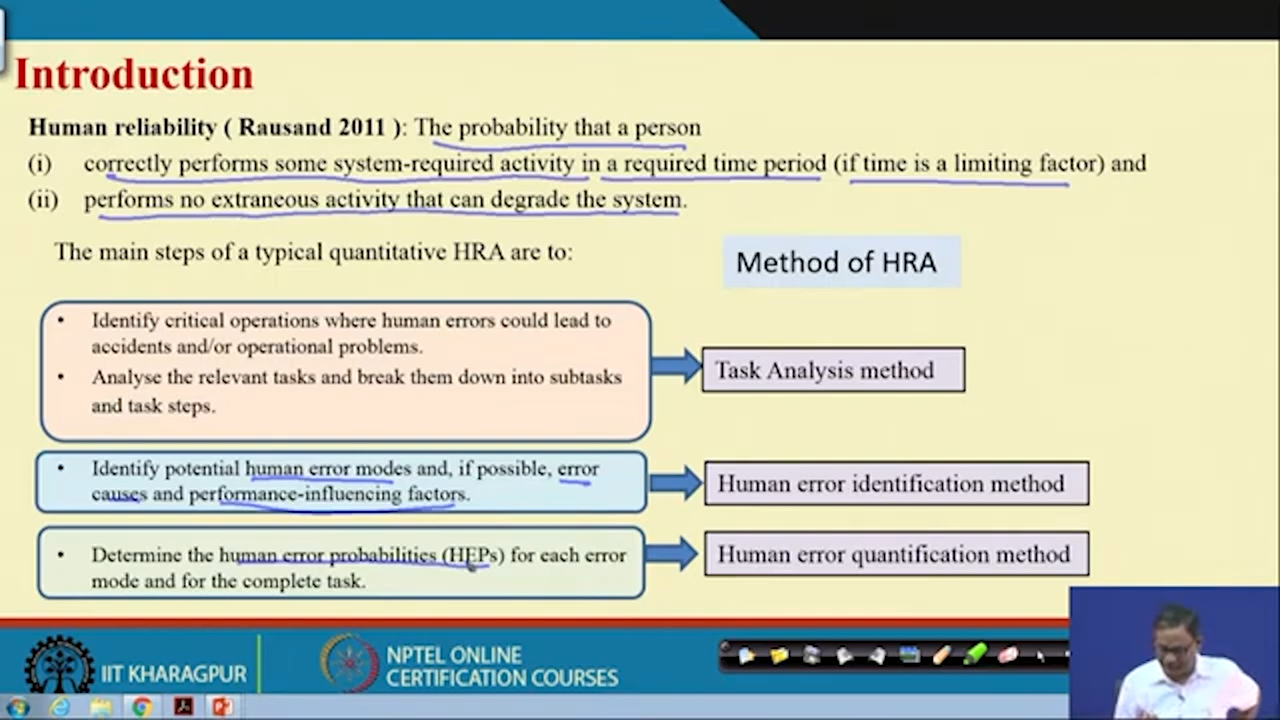 Introduction
Human reliability ( Rausand 2011 ): The probability that a person
(i) correctly performs some system-required activity in a required time period (if time is a limiting factor) and
(ii) performs no extraneous activity that can degrade the system.
The main steps of a typical quantitative HRA are to:
Method of HRA
• Identify critical operations where human errors could lead to
accidents and/or operational problems.
• Analyse the relevant tasks and break them down into subtasks
and task steps.
Task Analysis method
• Identify potential human error modes and, if possible, error
causes and performance-influencing factors.
Human error identification method
• Determine the human error probabilities (HEPs) for each error
mode and for the complete task.
Human error quantification method
IIT KHARAGPUR
NPTEL ONLINE
CERTIFICATION COURSES